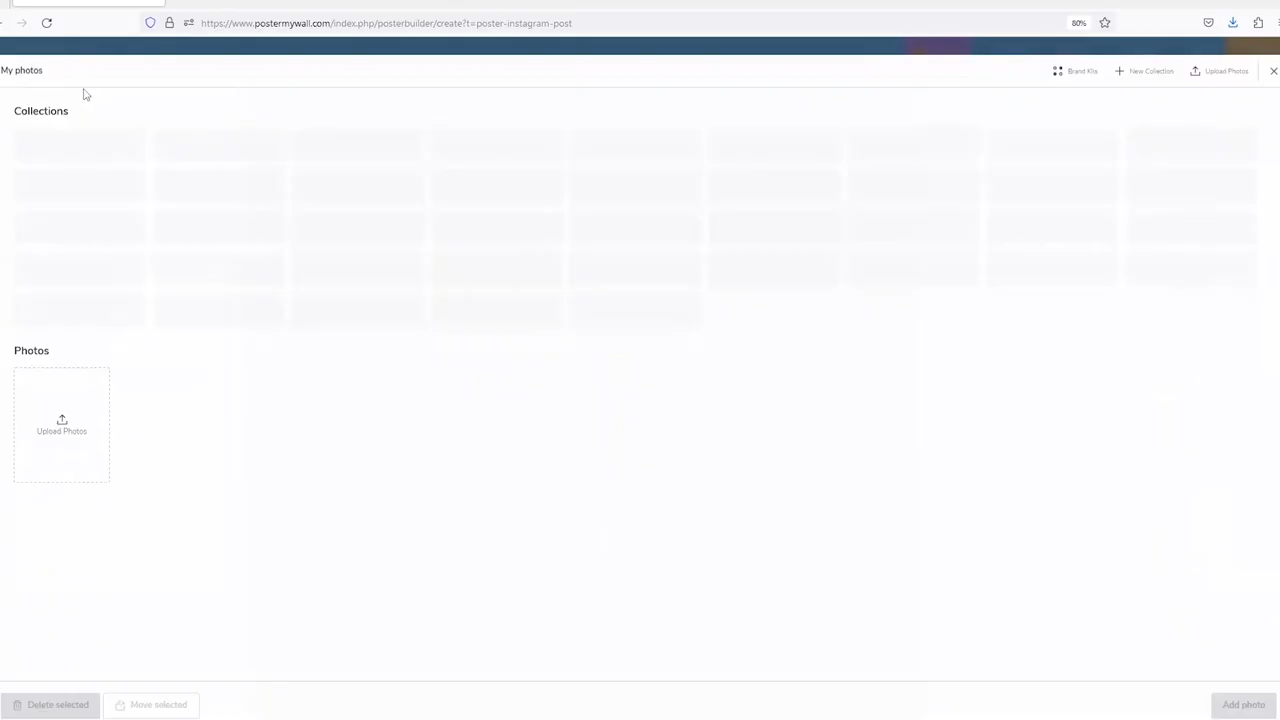 https://www.postermywall.com/index.php/posterbuilder/create?t=poster-instagram-post
80%
My photos
Brand Kits
New Collection
Upload Photos
Collections
Photos
Upload Photos
Delete selected
Move selected
Add photo